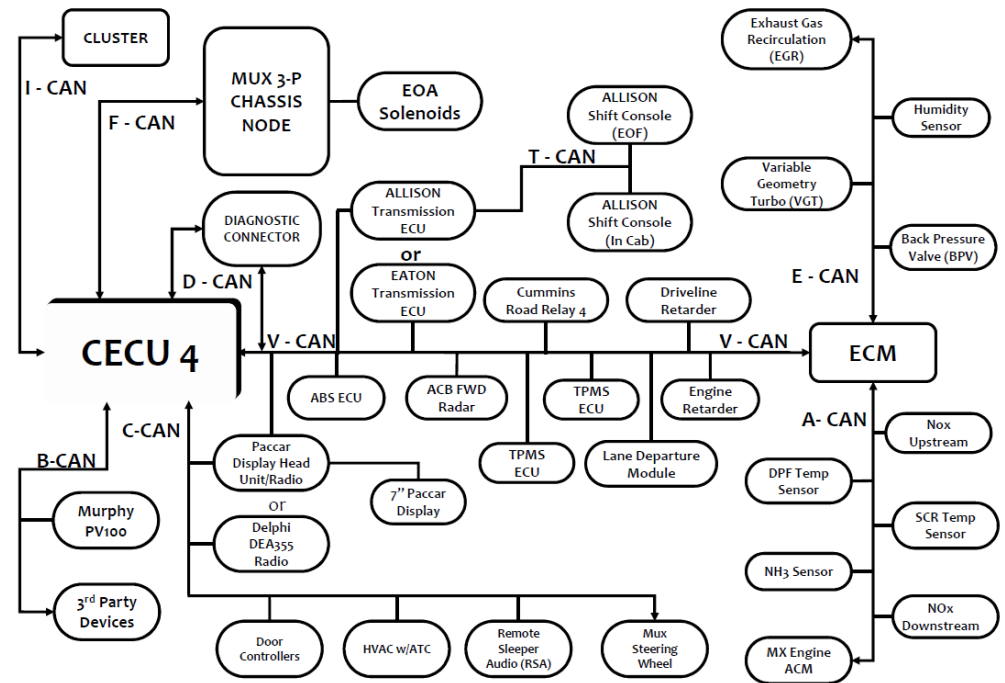 CLUSTER
I - CAN
MUX 3-P
CHASSIS
NODE
F - CAN
EOA
Solenoids
ALLISON
Shift Console
(EOF)
T - CAN
ALLISON
Transmission
ECU
ALLISON
Shift Console
(In Cab)
or
EATON
Transmission
ECU
DIAGNOSTIC
CONNECTOR
D - CAN
Cummins
Road Relay 4
Driveline
Retarder
CECU 4
V - CAN
V - CAN
ECM
ABS ECU
ACB FWD
Radar
TPMS
ECU
Engine
Retarder
TPMS
ECU
Lane Departure
Module
C-CAN
B-CAN
Paccar
Display Head
Unit/Radio
7” Paccar
Display
or
Delphi
DEA355
Radio
Murphy
PV100
3rd Party
Devices
Door
Controllers
HVAC w/ATC
Remote
Sleeper
Audio (RSA)
Mux
Steering
Wheel
Exhaust Gas
Recirculation
(EGR)
Humidity
Sensor
Variable
Geometry
Turbo (VGT)
Back Pressure
Valve (BPV)
E - CAN
A- CAN
Nox
Upstream
DPF Temp
Sensor
SCR Temp
Sensor
NH3 Sensor
NOx
Downstream
MX Engine
ACM